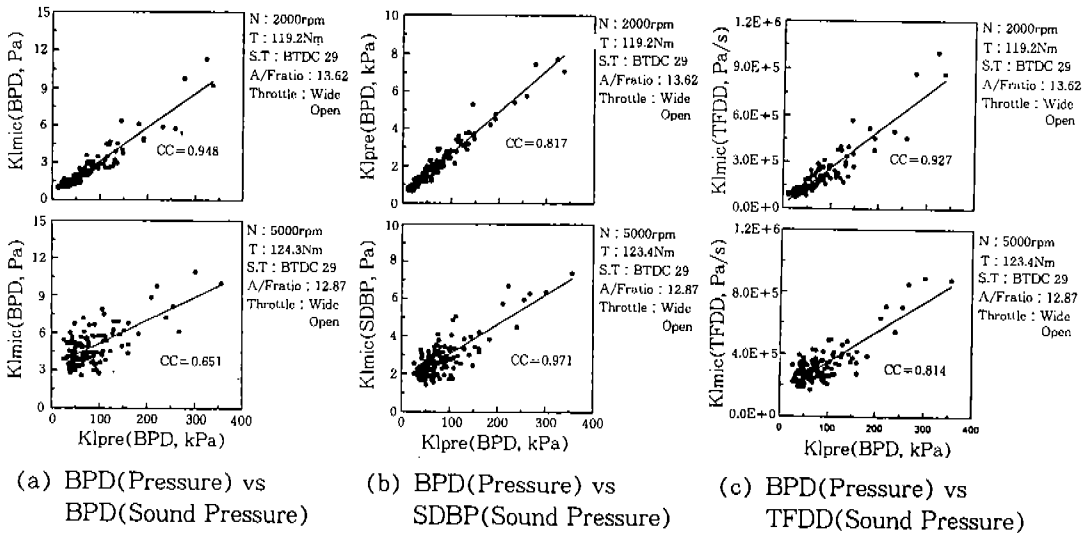 KImic(BPD, Pa)
15
12
9
6
3
0
CC=0.948
N : 2000rpm
T : 119.2Nm
S.T : BTDC 29
A/Fratio : 13.62
Throttle : Wide
Open
KIpre(BPD, kPa)
10
8
6
4
2
0
CC=0.817
N : 2000rpm
T : 119.2Nm
S.T : BTDC 29
A/Fratio : 13.62
Throttle : Wide
Open
KImic(TFDD, Pa/s)
1.2E+6
9.0E+5
6.0E+5
3.0E+5
0.0E+0
CC=0.927
N : 2000rpm
T : 119.2Nm
S.T : BTDC 29
A/Fratio : 13.62
Throttle : Wide
Open
KImic(BPD, Pa)
15
12
9
6
3
0
0 100 200 300 400
CC=0.651
N : 5000rpm
T : 124.3Nm
S.T : BTDC 29
A/Fratio : 12.87
Throttle : Wide
Open
KIpre(BPD, kPa)
KImic(SDBP, Pa)
10
8
6
4
2
0
0 100 200 300 400
CC=0.971
N : 5000rpm
T : 123.4Nm
S.T : BTDC 29
A/Fratio : 12.87
Throttle : Wide
Open
KIpre(BPD, kPa)
KImic(TFDD, Pa/s)
1.2E+6
8.0E+5
4.0E+5
0.0E+0
0 100 200 300 400
CC=0.814
N : 5000rpm
T : 123.4Nm
S.T : BTDC 29
A/Fratio : 12.87
Throttle : Wide
Open
KIpre(BPD, kPa)
(a) BPD(Pressure) vs
BPD(Sound Pressure)
(b) BPD(Pressure) vs
SDBP(Sound Pressure)
(c) BPD(Pressure) vs
TFDD(Sound Pressure)